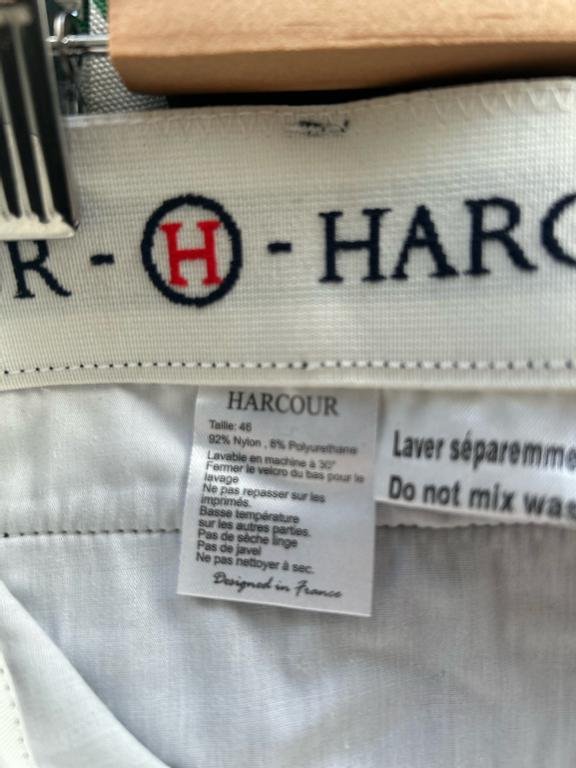 R - H - HARC
HARCOUR
Taille: 46
92% Nylon , 8% Polyurethane
Lavable en machine à 30°
Fermer le velcro du bas pour le
lavage
Ne pas repasser sur les
imprimés.
Basse température
sur les autres parties.
Pas de sèche linge
Pas de javel
Ne pas nettoyer à sec.
Designed in France
Laver séparemme
Do not mix was